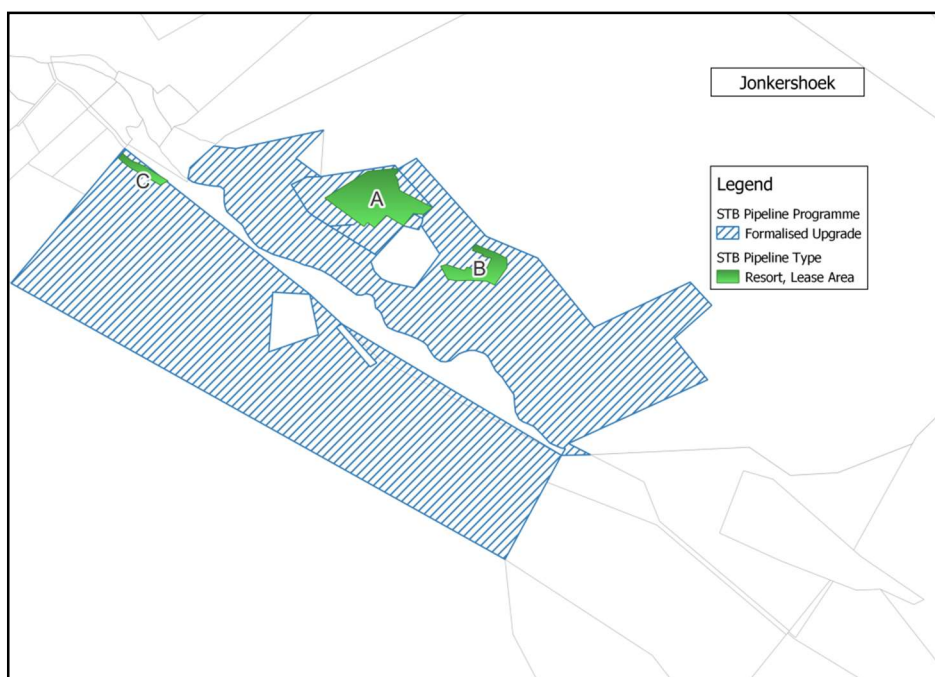 Jonkershoek
Legend
STB Pipeline Programme
Formalised Upgrade
STB Pipeline Type
Resort, Lease Area
A
B
C